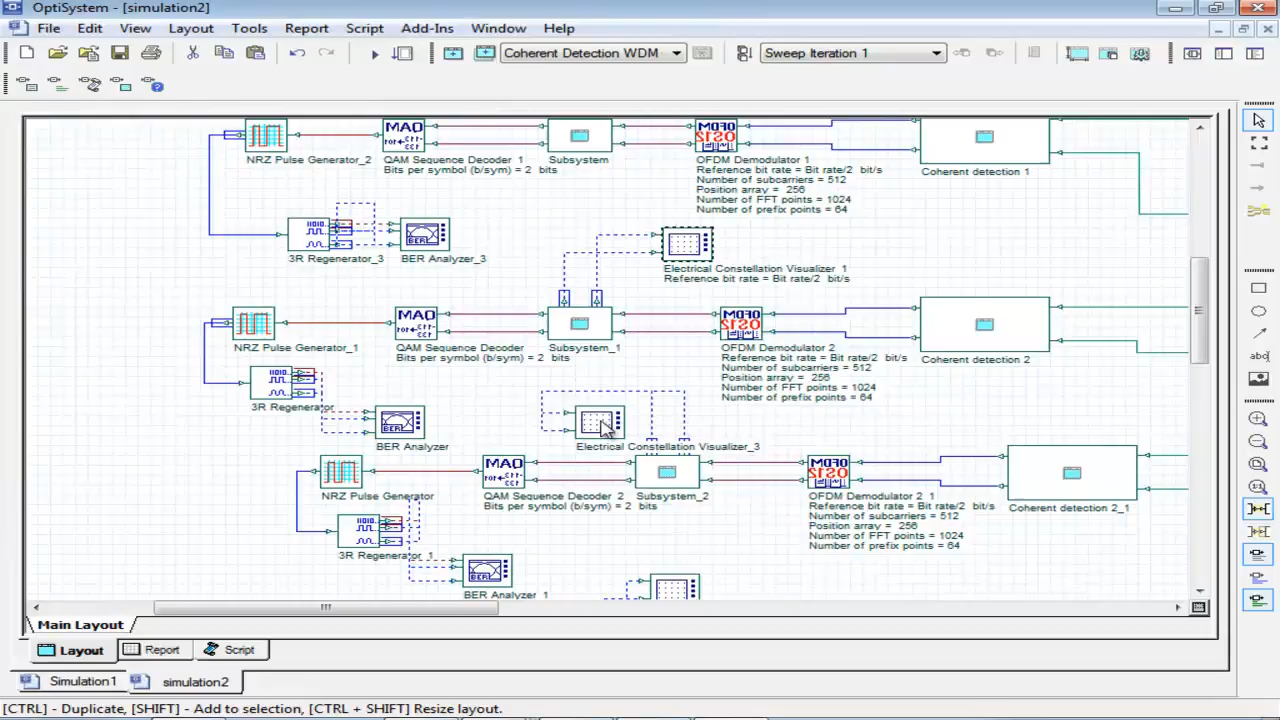 OptiSystem - [simulation2]
File Edit View Layout Tools Report Script Add-Ins Window Help
Coherent Detection WDM
Sweep Iteration 1
NRZ Pulse Generator_2
QAM Sequence Decoder_1
Bits per symbol (b/sym) = 2 bits
Subsystem
OFDM Demodulator 1
Reference bit rate = Bit rate/2 bit/s
Number of subcarriers = 512
Position array = 256
Number of FFT points = 1024
Number of prefix points = 64
Coherent detection 1
3R Regenerator_3
BER Analyzer_3
Electrical Constellation Visualizer_1
Reference bit rate = Bit rate/2 bit/s
NRZ Pulse Generator_1
QAM Sequence Decoder
Bits per symbol (b/sym) = 2 bits
Subsystem_1
OFDM Demodulator 2
Reference bit rate = Bit rate/2 bit/s
Number of subcarriers = 512
Position array = 256
Number of FFT points = 1024
Number of prefix points = 64
Coherent detection 2
3R Regenerator
BER Analyzer
Electrical Constellation Visualizer_3
NRZ Pulse Generator
QAM Sequence Decoder_2
Bits per symbol (b/sym) = 2 bits
Subsystem_2
OFDM Demodulator 2_1
Reference bit rate = Bit rate/2 bit/s
Number of subcarriers = 512
Position array = 256
Number of FFT points = 1024
Number of prefix points = 64
Coherent detection 2_1
3R Regenerator_1
BER Analyzer_1
Main Layout
Layout Report Script
Simulation1 simulation2
[CTRL] - Duplicate, [SHIFT] - Add to selection, [CTRL + SHIFT] Resize layout.